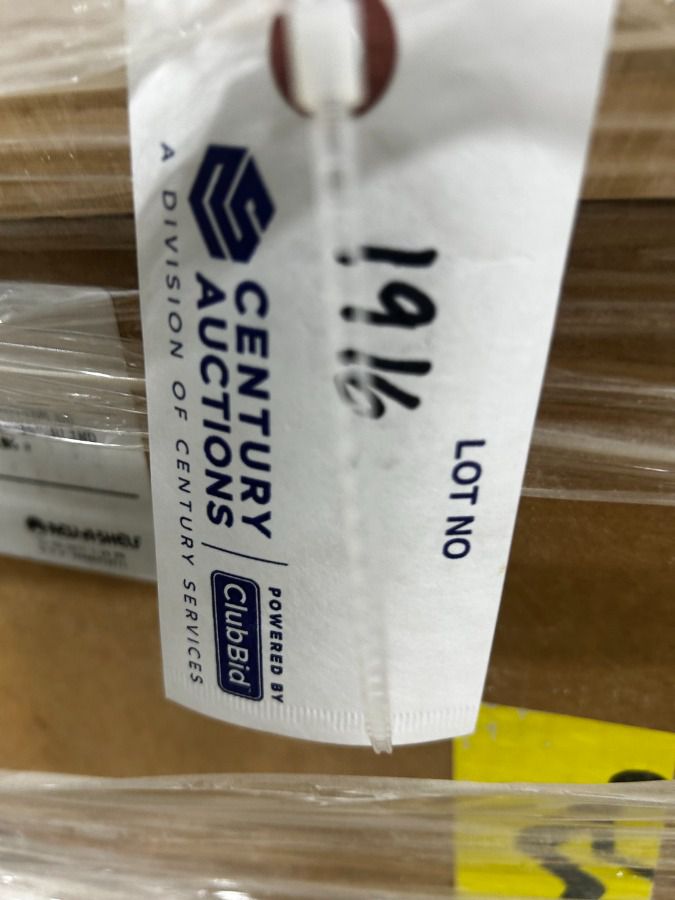 LOT NO
1916
CENTURY
AUCTIONS
POWERED BY
ClubBid
A DIVISION OF CENTURY SERVICES